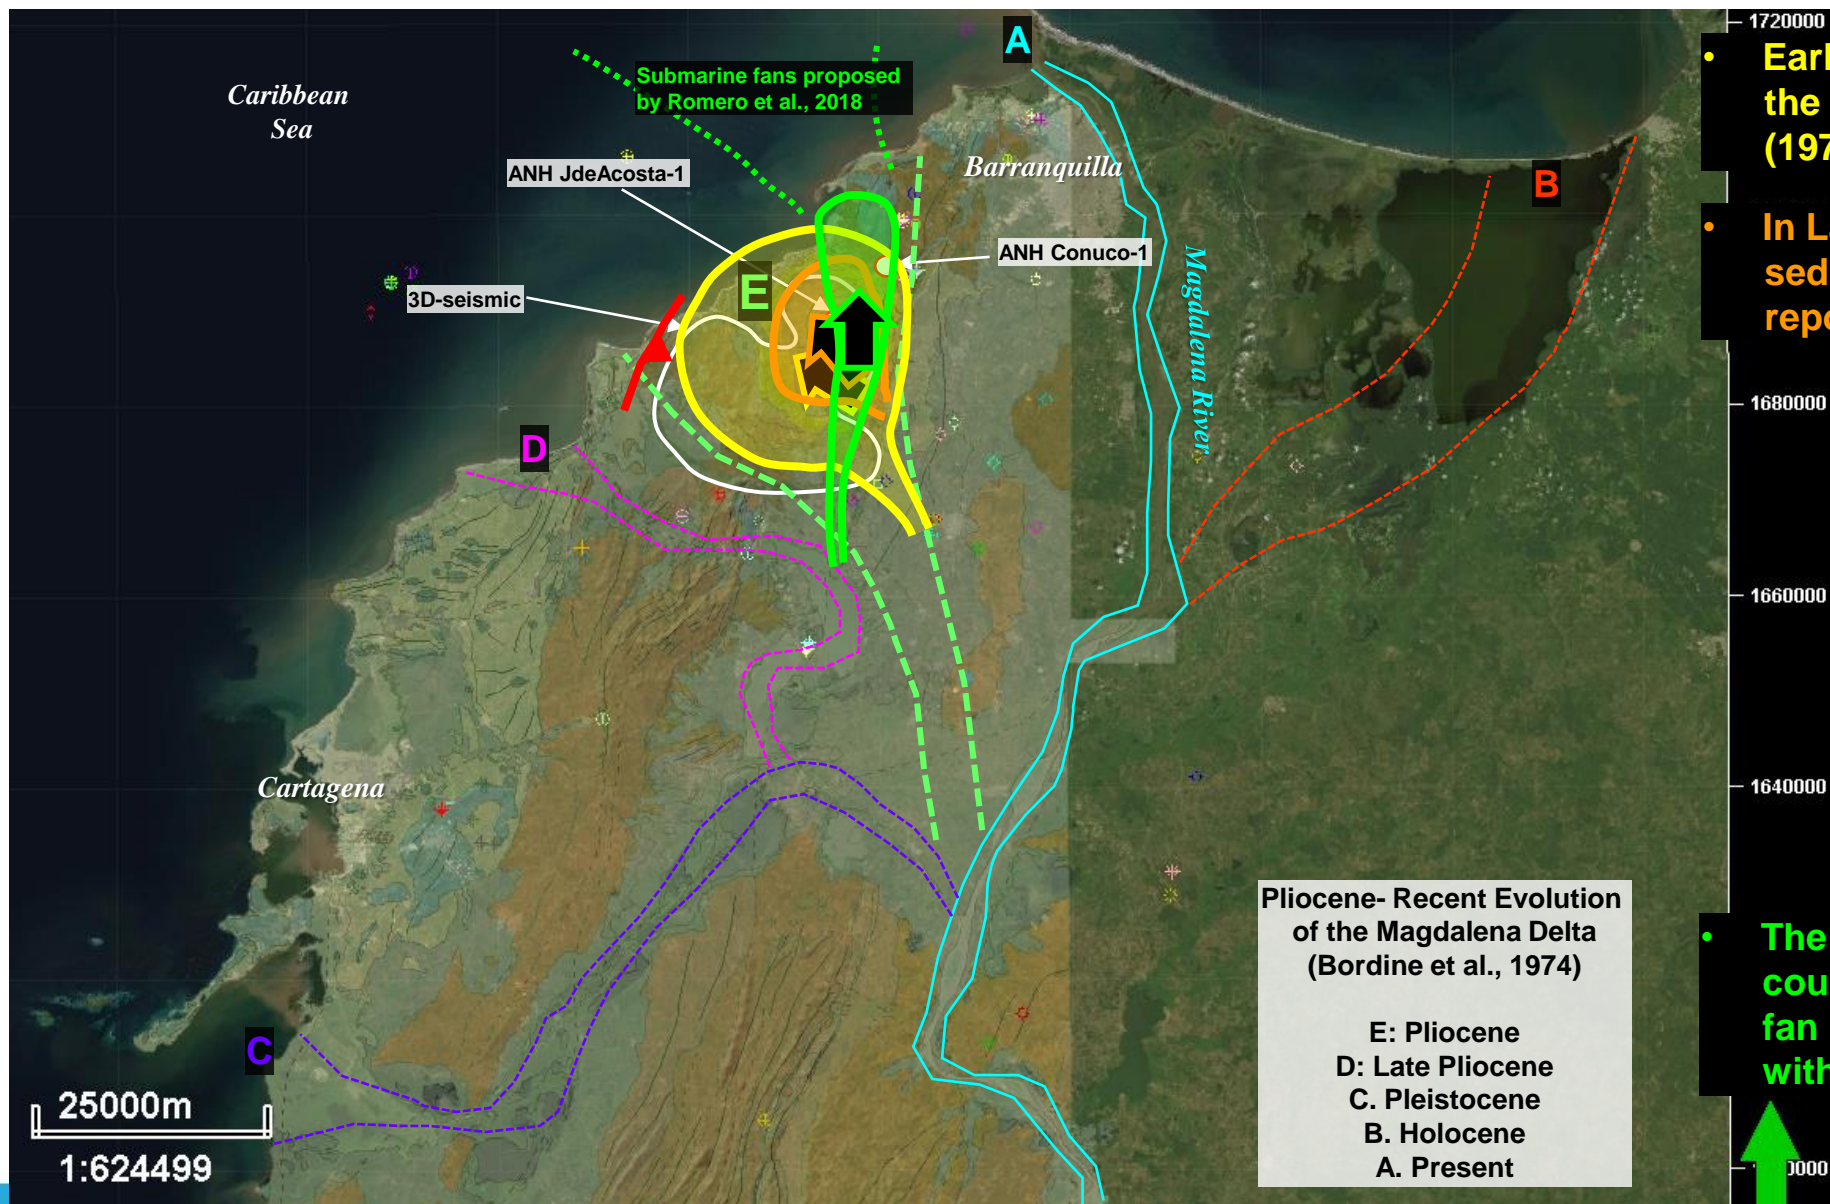 A
1720000
Submarine fans proposed
by Romero et al., 2018
Caribbean
Sea
ANH JdeAcosta-1
Barranquilla
B
ANH Conuco-1
E
3D-seismic
Magdalena River
1680000
D
1660000
Cartagena
1640000
C
25000m
1:624499
Pliocene- Recent Evolution
of the Magdalena Delta
(Bordine et al., 1974)
E: Pliocene
D: Late Pliocene
C. Pleistocene
B. Holocene
A. Present
• the
• In
• The
fan